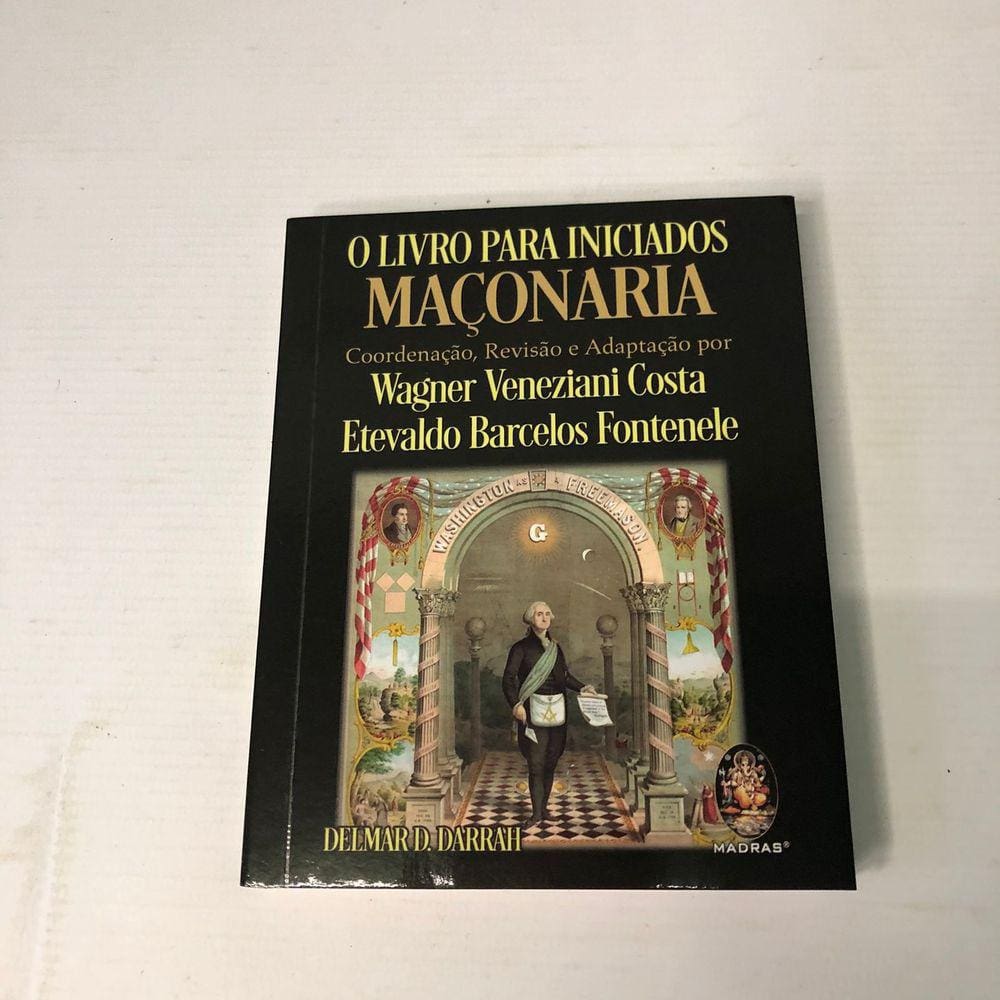 O LIVRO PARA INICIADOS
MAÇONARIA
Coordenação, Revisão e Adaptação por
Wagner Veneziani Costa
Etevaldo Barcelos Fontenele
WASHINGTON AS A FREEMASON.
G
DELMAR D. DARRAH
MADRAS®